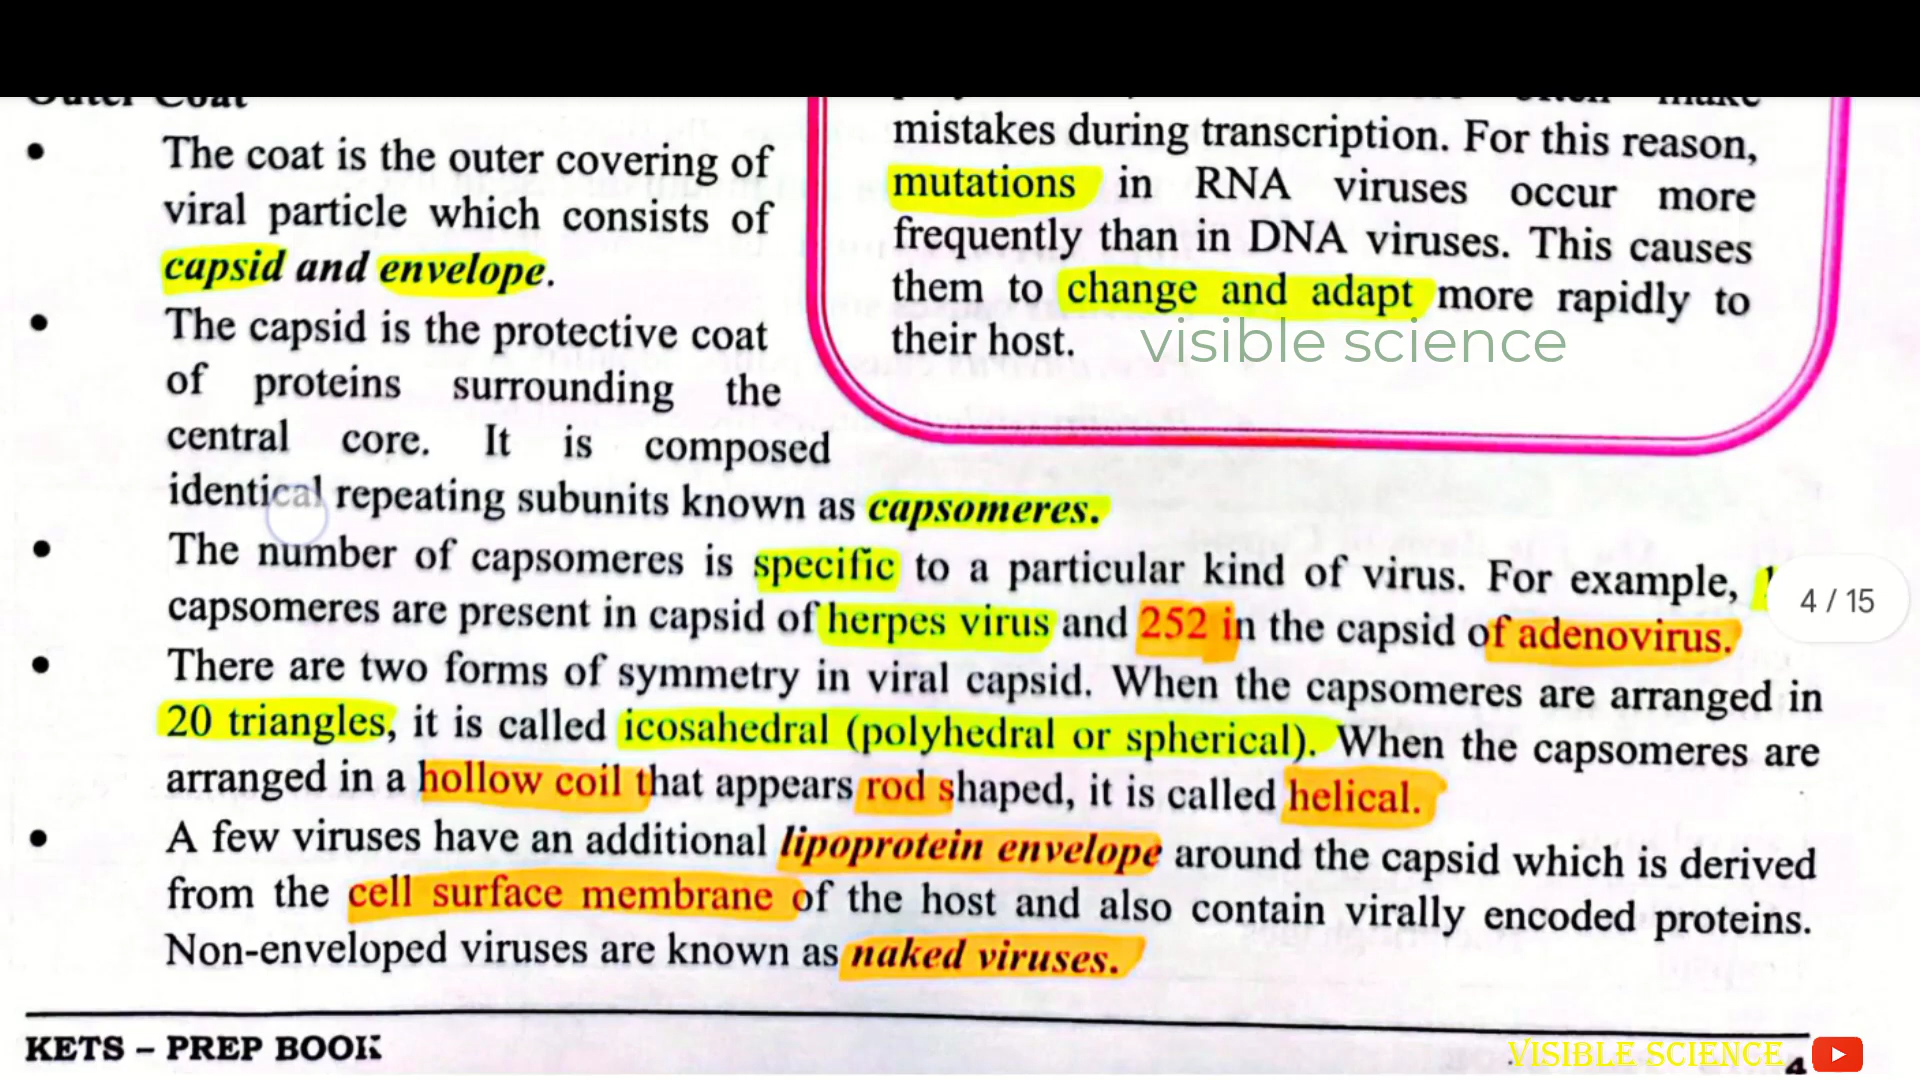 Outer Coat
• The coat is the outer covering of
viral particle which consists of
capsid and envelope.
• The capsid is the protective coat
of proteins surrounding the
central core. It is composed
identical repeating subunits known as capsomeres.
often make
mistakes during transcription. For this reason,
mutations in RNA viruses occur more
frequently than in DNA viruses. This causes
them to change and adapt more rapidly to
their host.
visible science
• The number of capsomeres is specific to a particular kind of virus. For example,
capsomeres are present in capsid of herpes virus and 252 in the capsid of adenovirus.
4 / 15
• There are two forms of symmetry in viral capsid. When the capsomeres are arranged in
20 triangles, it is called icosahedral (polyhedral or spherical). When the capsomeres are
arranged in a hollow coil that appears rod shaped, it is called helical.
• A few viruses have an additional lipoprotein envelope around the capsid which is derived
from the cell surface membrane of the host and also contain virally encoded proteins.
Non-enveloped viruses are known as naked viruses.
KETS – PREP BOOK
VISIBLE SCIENCE
4